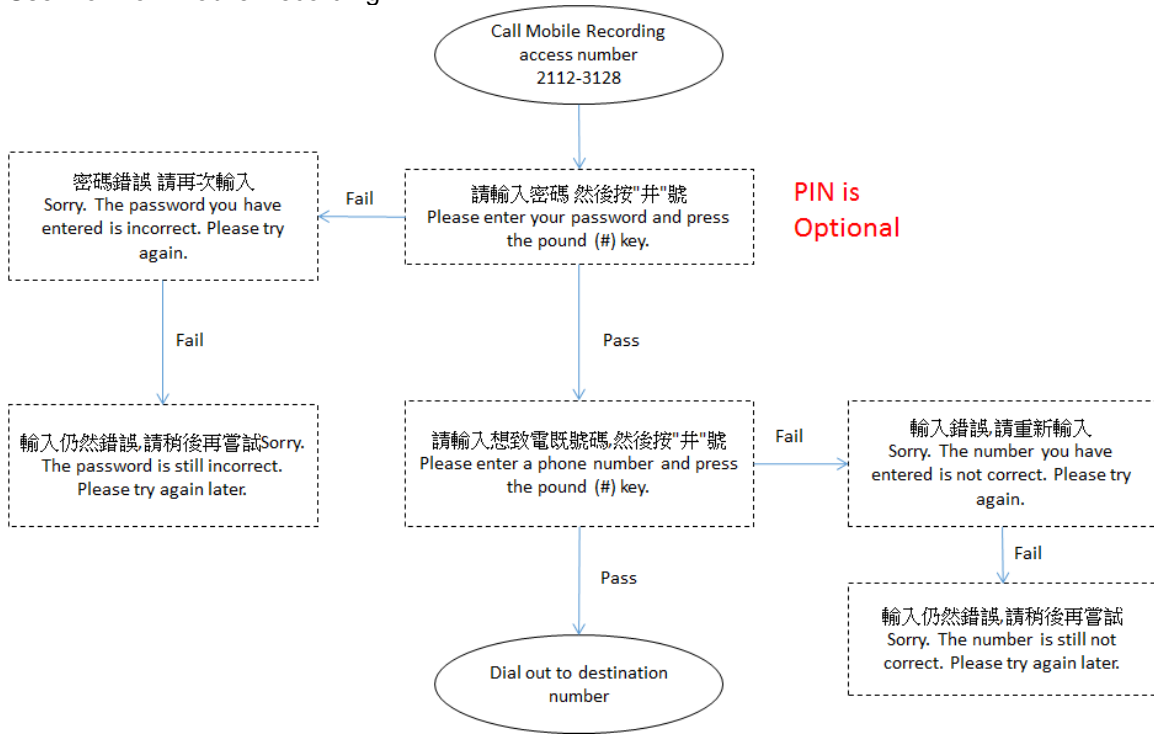 Call Mobile Recording
access number
2112-3128
密碼錯誤 請再次輸入
Sorry. The password you have
entered is incorrect. Please try
again.
Fail
請輸入密碼 然後按"井"號
Please enter your password and press
the pound (#) key.
PIN is
Optional
Fail
Pass
輸入仍然錯誤,請稍後再嘗試Sorry.
The password is still incorrect.
Please try again later.
請輸入想致電既號碼,然後按"井"號
Please enter a phone number and press
the pound (#) key.
Fail
輸入錯誤,請重新輸入
Sorry. The number you have
entered is not correct. Please try
again.
Pass
Fail
輸入仍然錯誤,請稍後再嘗試
Sorry. The number is still not
correct. Please try again later.
Dial out to destination
number